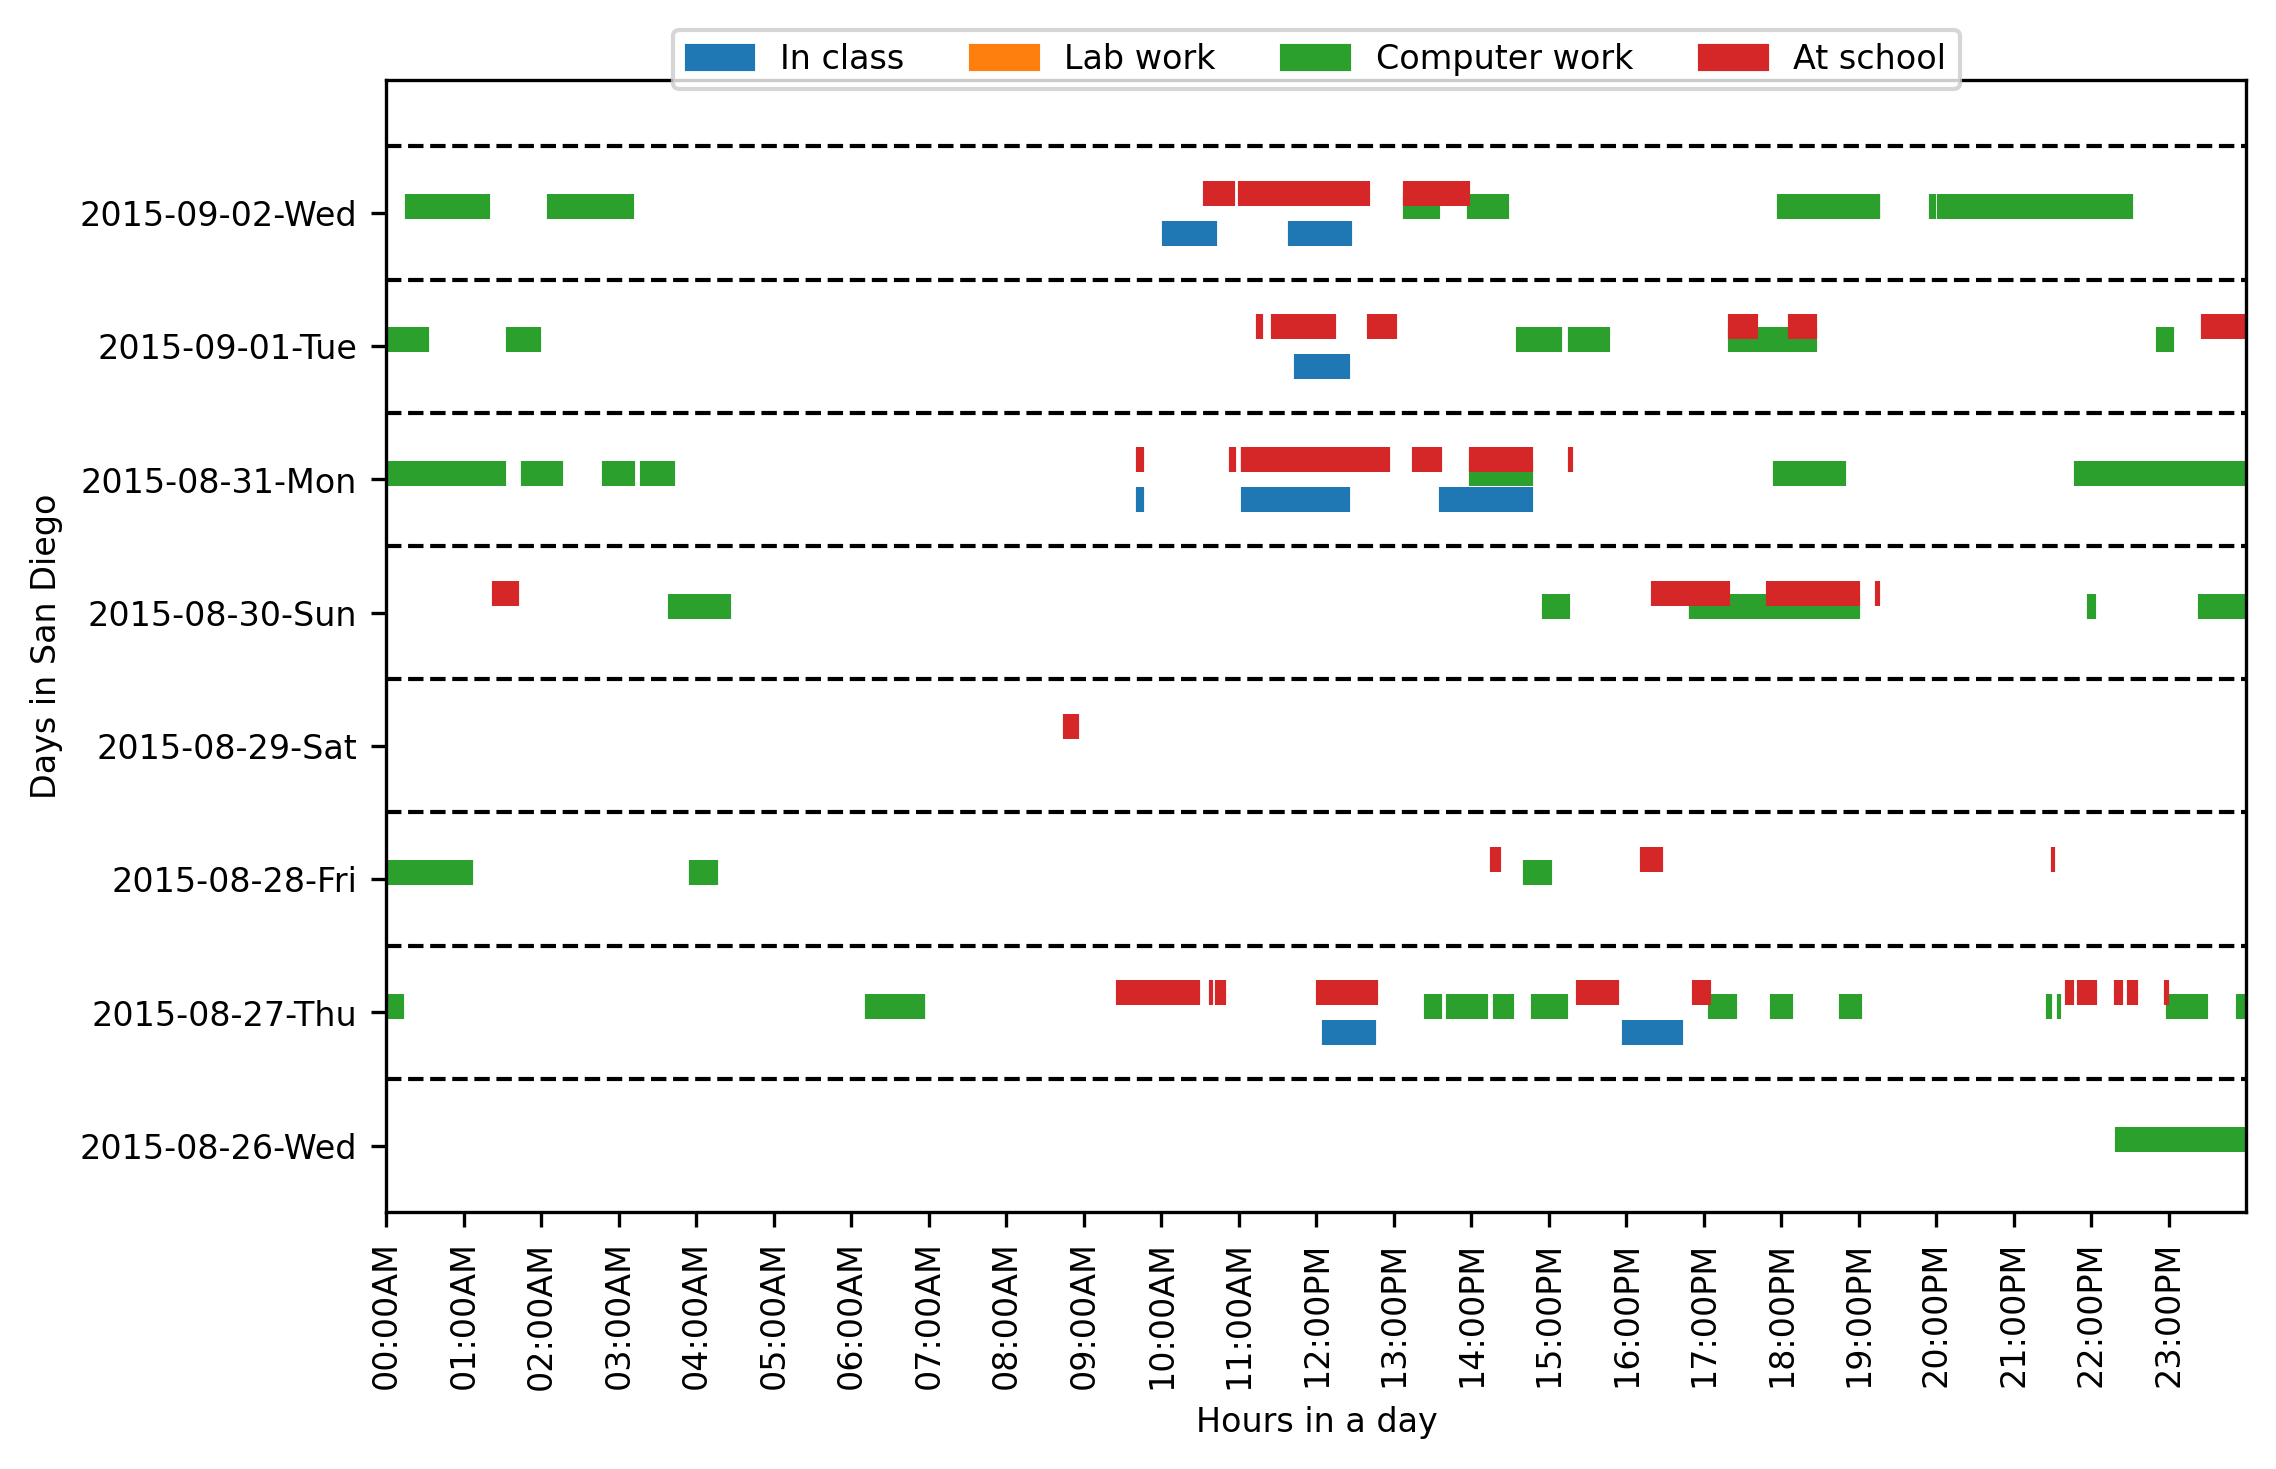 In class Lab work Computer work At school
Days in San Diego
2015-09-02-Wed
2015-09-01-Tue
2015-08-31-Mon
2015-08-30-Sun
2015-08-29-Sat
2015-08-28-Fri
2015-08-27-Thu
2015-08-26-Wed
00:00AM
01:00AM
02:00AM
03:00AM
04:00AM
05:00AM
06:00AM
07:00AM
08:00AM
09:00AM
10:00AM
11:00AM
12:00PM
13:00PM
14:00PM
15:00PM
16:00PM
17:00PM
18:00PM
19:00PM
20:00PM
21:00PM
22:00PM
23:00PM
Hours in a day